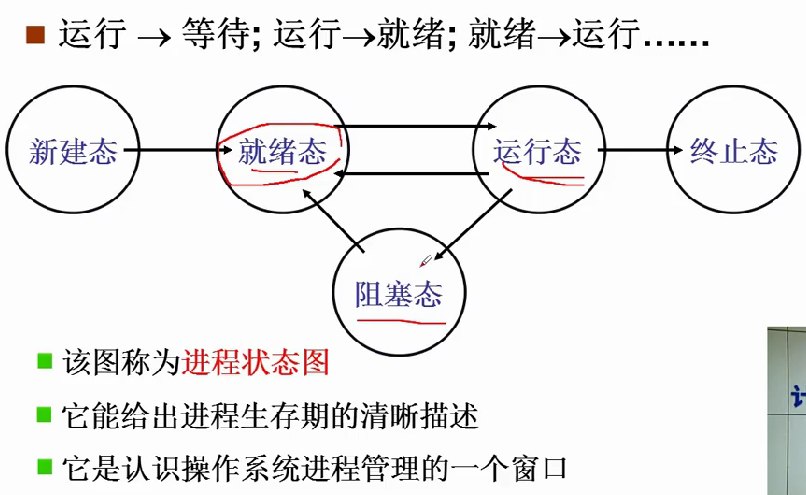 运行 → 等待; 运行→就绪; 就绪→运行……
新建态
就绪态
运行态
终止态
阻塞态
该图称为进程状态图
它能给出进程生存期的清晰描述
它是认识操作系统进程管理的一个窗口